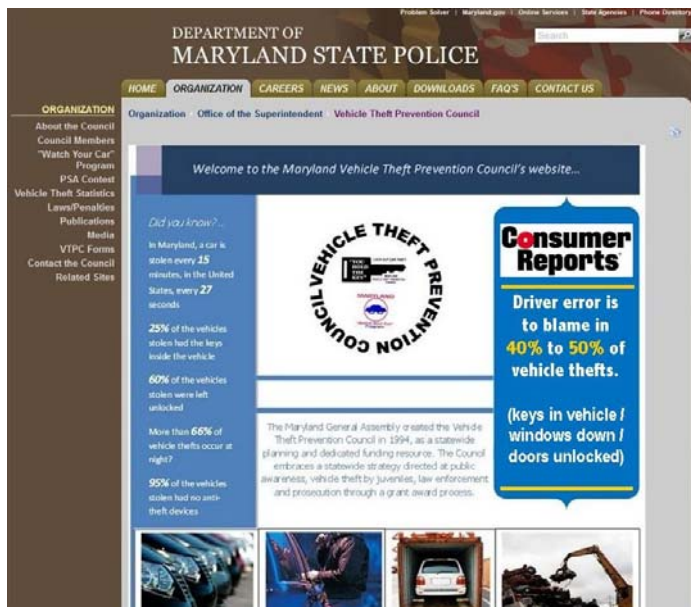 Problem Solver | Maryland.gov | Online Services | State Agencies | Phone Directory
DEPARTMENT OF
MARYLAND STATE POLICE
Search
HOME ORGANIZATION CAREERS NEWS ABOUT DOWNLOADS FAQ'S CONTACT US
ORGANIZATION
About the Council
Council Members
"Watch Your Car"
Program
PSA Contest
Vehicle Theft Statistics
Laws/Penalties
Publications
Media
VTPC Forms
Contact the Council
Related Sites
Organization Office of the Superintendent Vehicle Theft Prevention Council
Welcome to the Maryland Vehicle Theft Prevention Council's website...
Did you know?...
In Maryland, a car is
stolen every 15
minutes, in the United
States, every 27
seconds
25% of the vehicles
stolen had the keys
inside the vehicle
60% of the vehicles
stolen were left
unlocked
More than 66% of
vehicle thefts occur at
night?
95% of the vehicles
stolen had no anti-
theft devices
VEHICLE THEFT PREVENTION COUNCIL
"YOU
HOLD
THE
KEY"
MARYLAND
The Maryland General Assembly created the Vehicle
Theft Prevention Council in 1994, as a statewide
planning and dedicated funding resource. The Council
embraces a statewide strategy directed at public
awareness, vehicle theft by juveniles, law enforcement
and prosecution through a grant award process.
Consumer
Reports
Driver error is
to blame in
40% to 50% of
vehicle thefts.
(keys in vehicle /
windows down /
doors unlocked)